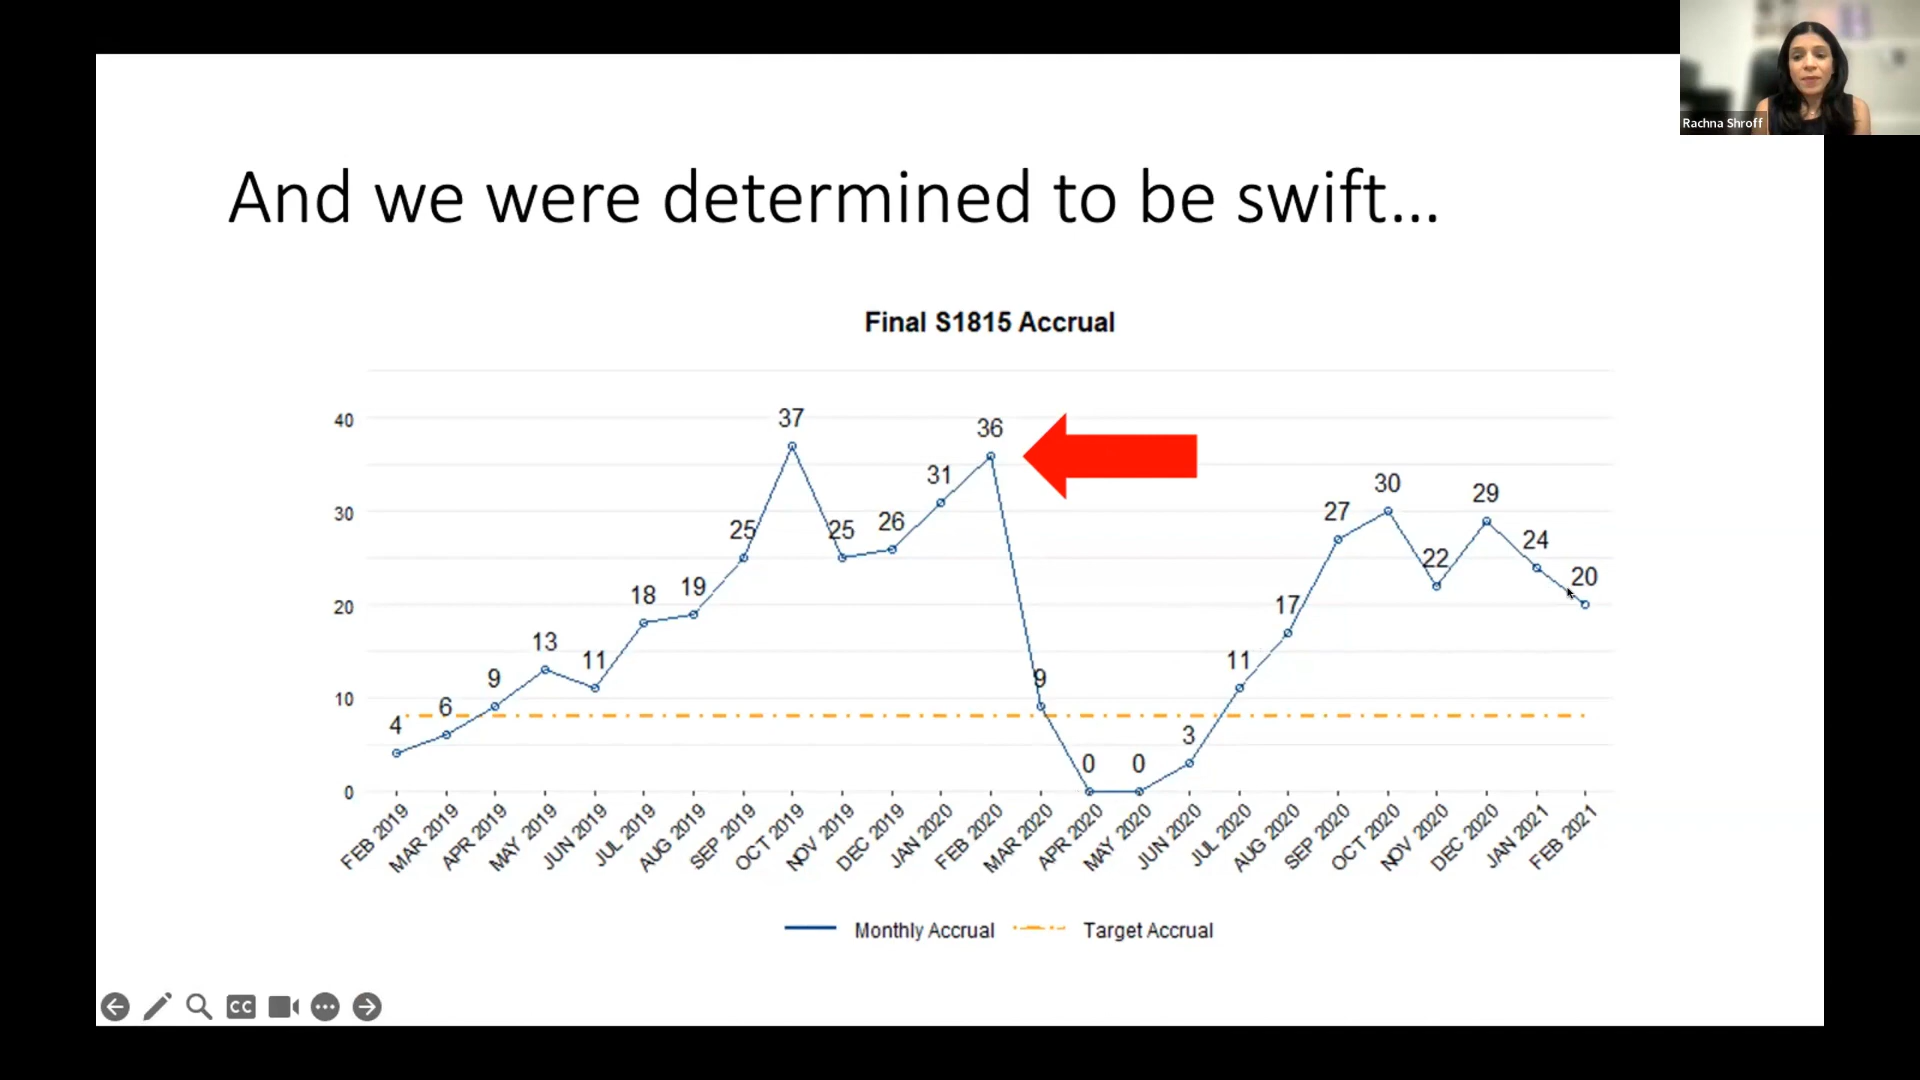 Rachna Shroff
And we were determined to be swift...
Final S1815 Accrual
40
30
20
10
0
4
6
9
13
11
18
19
25
37
25
26
31
36
9
0
0
3
11
17
27
30
22
29
24
20
FEB 2019
MAR 2019
APR 2019
MAY 2019
JUN 2019
JUL 2019
AUG 2019
SEP 2019
OCT 2019
NOV 2019
DEC 2019
JAN 2020
FEB 2020
MAR 2020
APR 2020
MAY 2020
JUN 2020
JUL 2020
AUG 2020
SEP 2020
OCT 2020
NOV 2020
DEC 2020
JAN 2021
FEB 2021
Monthly Accrual
Target Accrual
CC